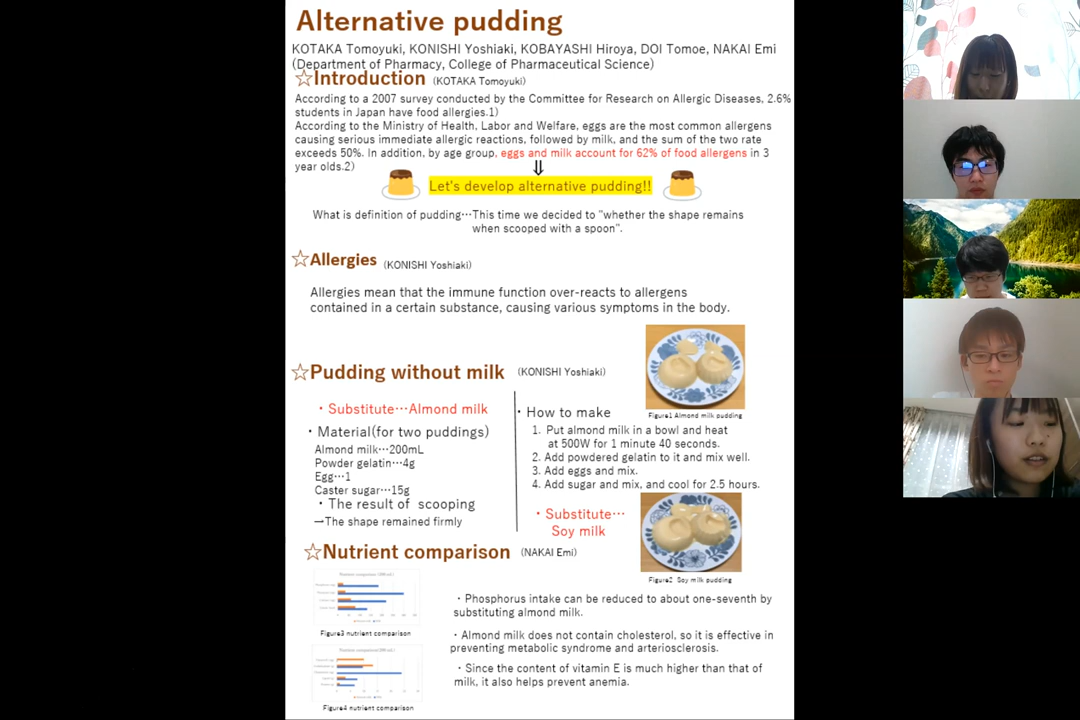 Alternative pudding
KOTAKA Tomoyuki, KONISHI Yoshiaki, KOBAYASHI Hiroya, DOI Tomoe, NAKAI Emi
(Department of Pharmacy, College of Pharmaceutical Science)
☆Introduction (KOTAKA Tomoyuki)
According to a 2007 survey conducted by the Committee for Research on Allergic Diseases, 2.6%
students in Japan have food allergies.1)
According to the Ministry of Health, Labor and Welfare, eggs are the most common allergens
causing serious immediate allergic reactions, followed by milk, and the sum of the two rate
exceeds 50%. In addition, by age group, eggs and milk account for 62% of food allergens in 3
year olds.2)
⇓
Let's develop alternative pudding!!
What is definition of pudding…This time we decided to "whether the shape remains
when scooped with a spoon".
☆Allergies (KONISHI Yoshiaki)
Allergies mean that the immune function over-reacts to allergens
contained in a certain substance, causing various symptoms in the body.
☆Pudding without milk (KONISHI Yoshiaki)
Figure1 Almond milk pudding
・Substitute…Almond milk
・Material(for two puddings)
Almond milk…200mL
Powder gelatin…4g
Egg…1
Caster sugar…15g
・The result of scooping
→The shape remained firmly
・How to make
1. Put almond milk in a bowl and heat
at 500W for 1 minute 40 seconds.
2. Add powdered gelatin to it and mix well.
3. Add eggs and mix.
4. Add sugar and mix, and cool for 2.5 hours.
・Substitute…
Soy milk
Figure2 Soy milk pudding
☆Nutrient comparison (NAKAI Emi)
Figure3 nutrient comparison
Figure4 nutrient comparison
・Phosphorus intake can be reduced to about one-seventh by
substituting almond milk.
・Almond milk does not contain cholesterol, so it is effective in
preventing metabolic syndrome and arteriosclerosis.
・Since the content of vitamin E is much higher than that of
milk, it also helps prevent anemia.